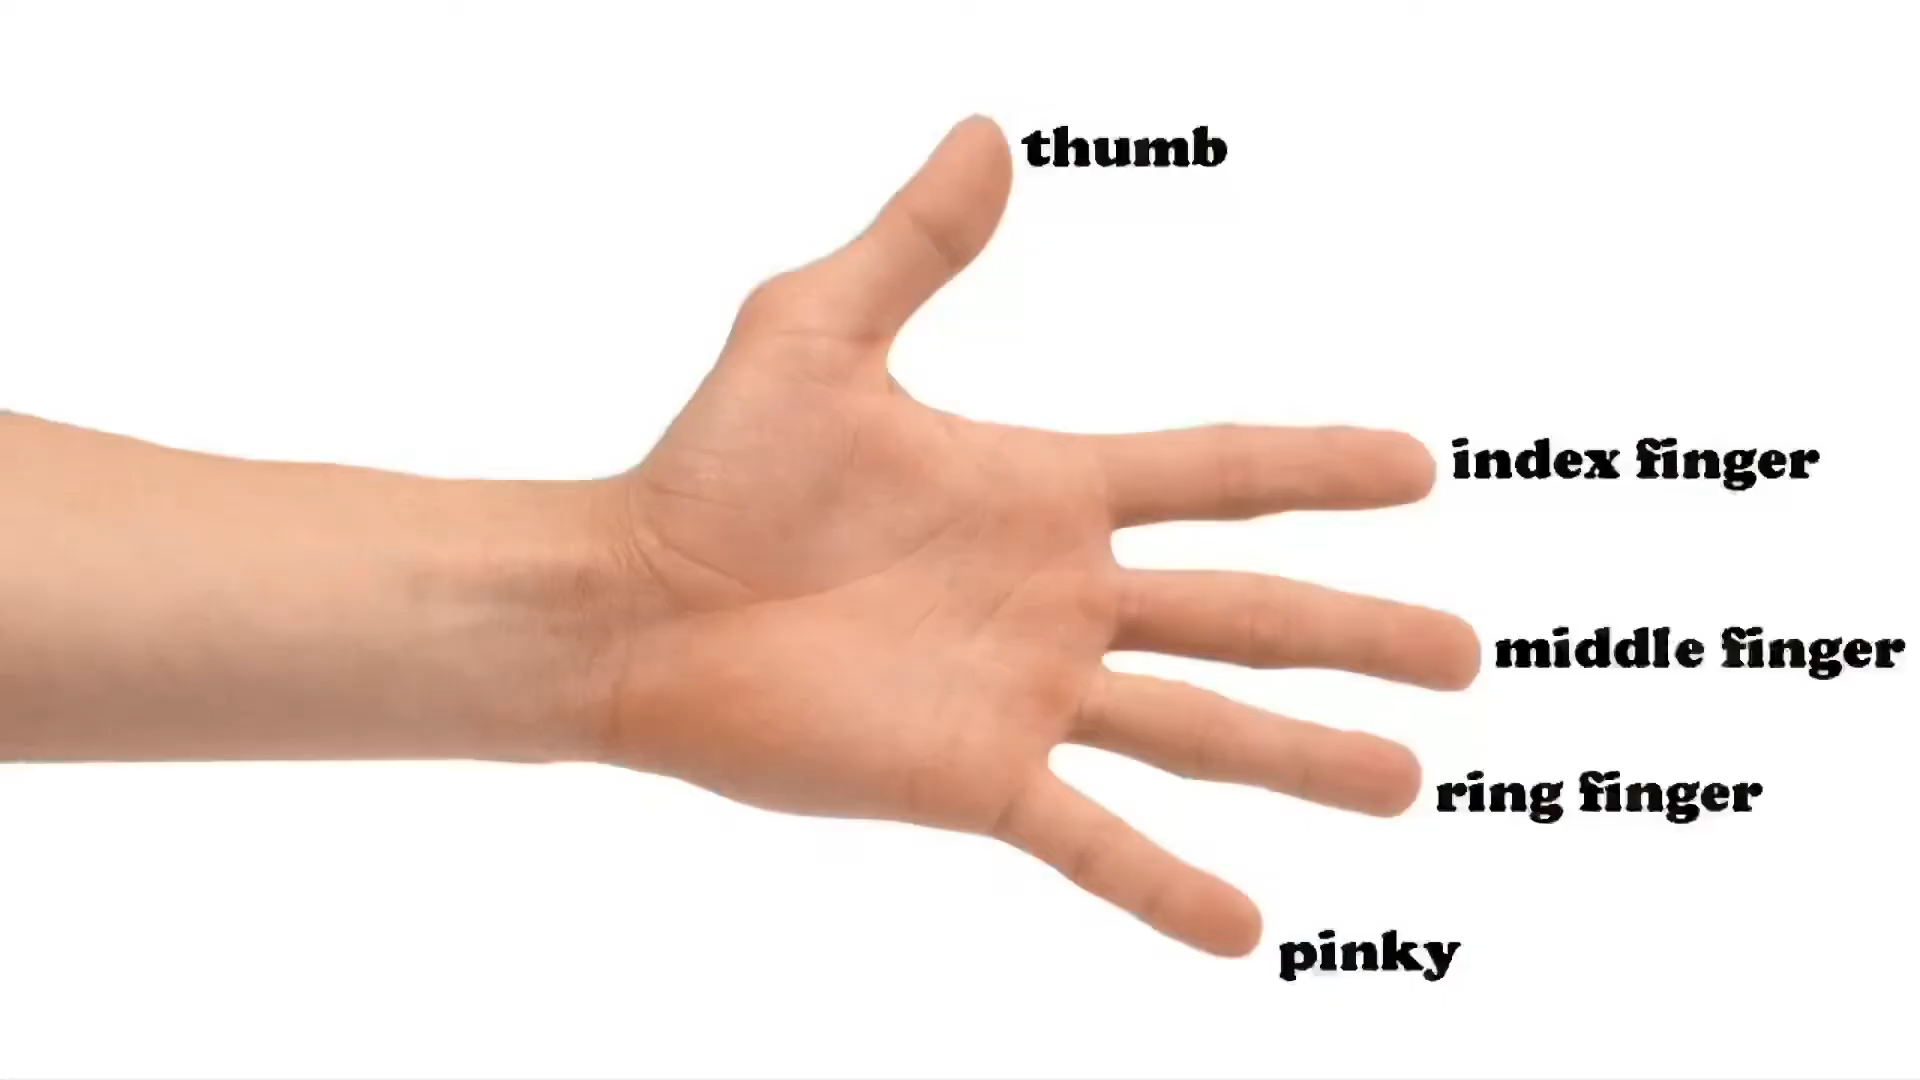 thumb
index finger
middle finger
ring finger
pinky